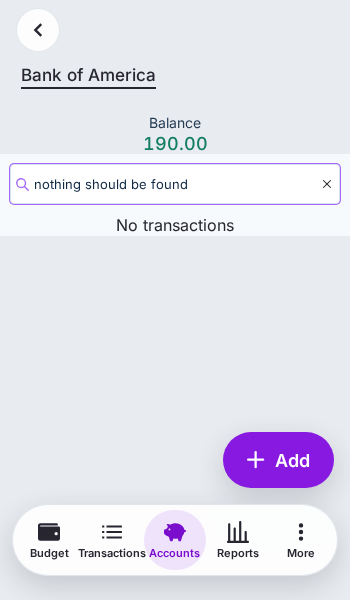 Bank of America
Balance
190.00
nothing should be found
No transactions
Add
Budget
Transactions
Accounts
Reports
More